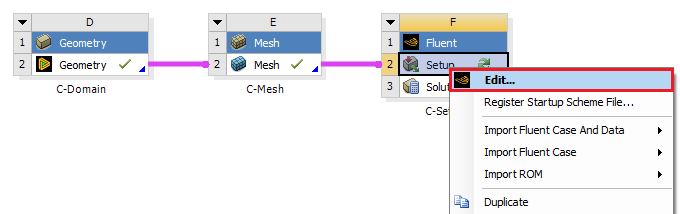 D
1 Geometry
2 Geometry
C-Domain
E
1 Mesh
2 Mesh
C-Mesh
F
1 Fluent
2 Setup
3 Solut
C-Set
Edit...
Register Startup Scheme File...
Import Fluent Case And Data
Import Fluent Case
Import ROM
Duplicate